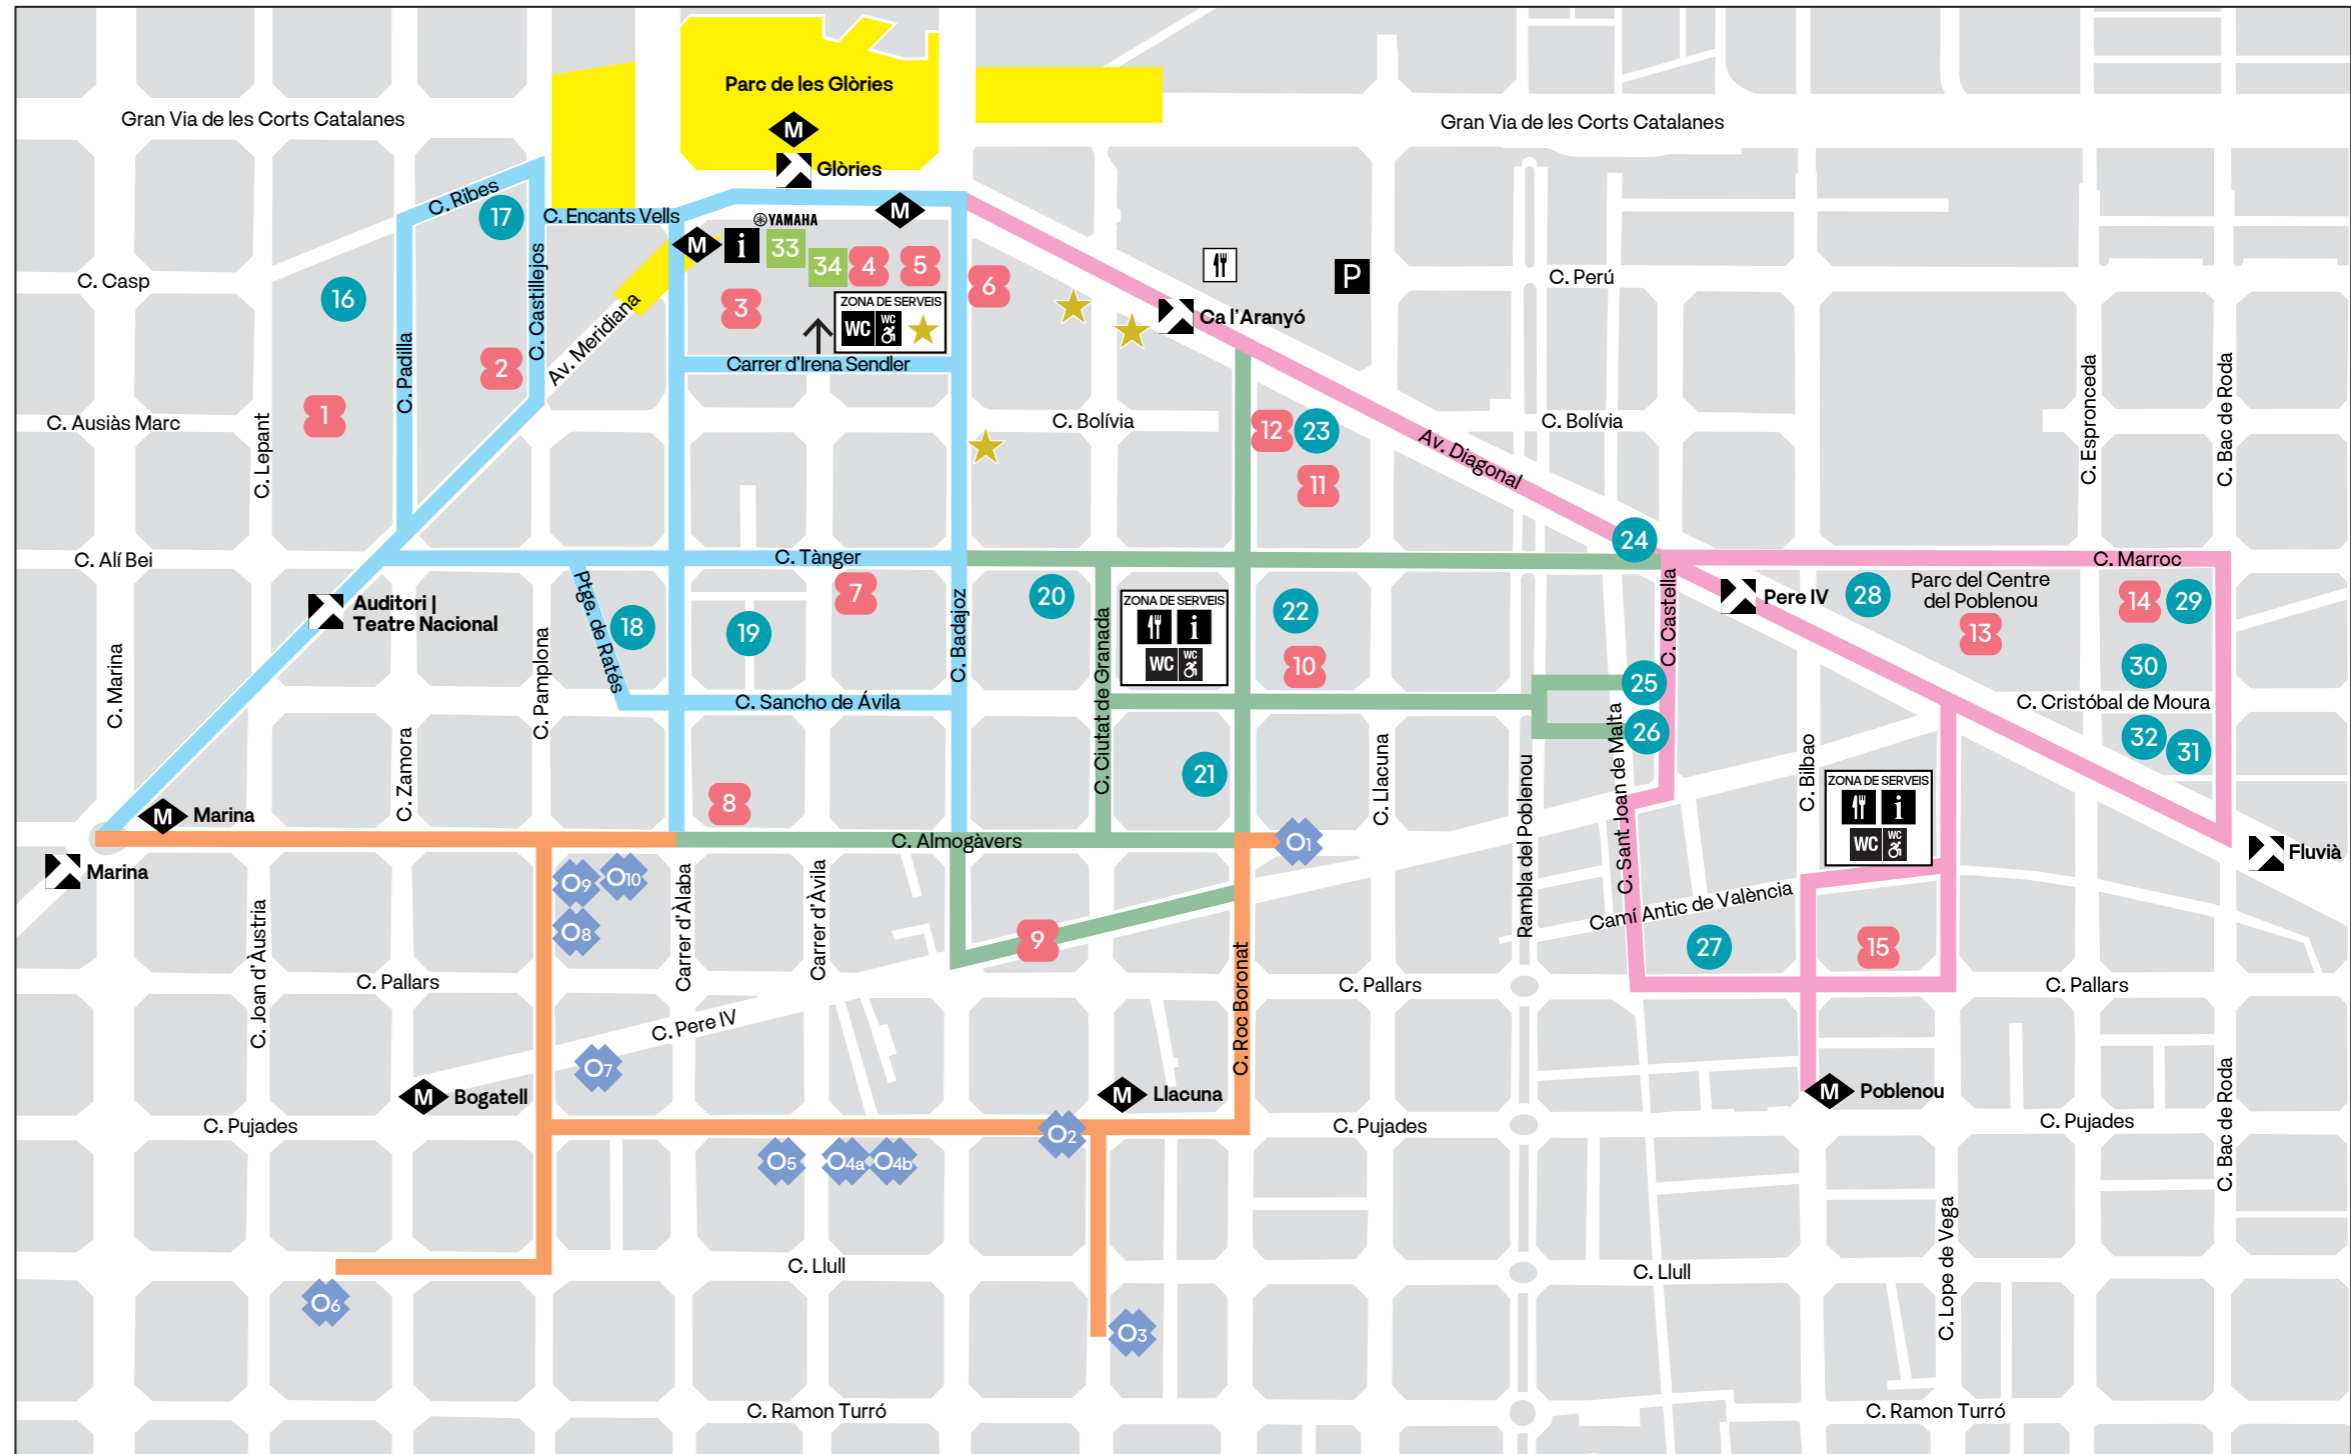 Parc de les Glòries
M
Gran Via de les Corts Catalanes
Gran Via de les Corts Catalanes
Glòries
C. Ribes
17
C. Encants Vells
YAMAHA
M
M
i
33
34
4
5
6
3
ZONA DE SERVEIS
WC
WC
P
C. Perú
C. Casp
16
C. Padilla
C. Castillejos
Av. Meridiana
2
1
Carrer d'Irena Sendler
Ca l'Aranyó
C. Ausiàs Marc
C. Lepant
C. Bolívia
12
23
11
Av. Diagonal
C. Bolívia
C. Espronceda
C. Bac de Roda
24
C. Alí Bei
C. Tànger
C. Marroc
Auditori |
Teatre Nacional
Ptge. de Ratés
18
19
7
C. Badajoz
20
C. Ciutat de Granada
ZONA DE SERVEIS
i
WC
WC
22
10
C. Castella
Pere IV
28
Parc del Centre
del Poblenou
13
14
29
30
C. Marina
C. Pamplona
C. Zamora
C. Sancho de Ávila
25
26
C. Cristóbal de Moura
32
31
C. Llacuna
Rambla del Poblenou
C. Sant Joan de Malta
C. Bilbao
ZONA DE SERVEIS
i
WC
WC
21
8
M
Marina
Marina
C. Almogàvers
O1
Fluvià
O9
O10
O8
Carrer d'Àlaba
Carrer d'Àvila
9
C. Roc Boronat
Camí Antic de València
27
15
C. Joan d'Àustria
C. Pallars
C. Pallars
C. Pallars
C. Pere IV
O7
M
Bogatell
M
Llacuna
M
Poblenou
C. Pujades
O2
C. Pujades
C. Pujades
C. Bac de Roda
O5
O4a
O4b
C. Lope de Vega
C. Llull
C. Llull
O6
O3
C. Ramon Turró
C. Ramon Turró